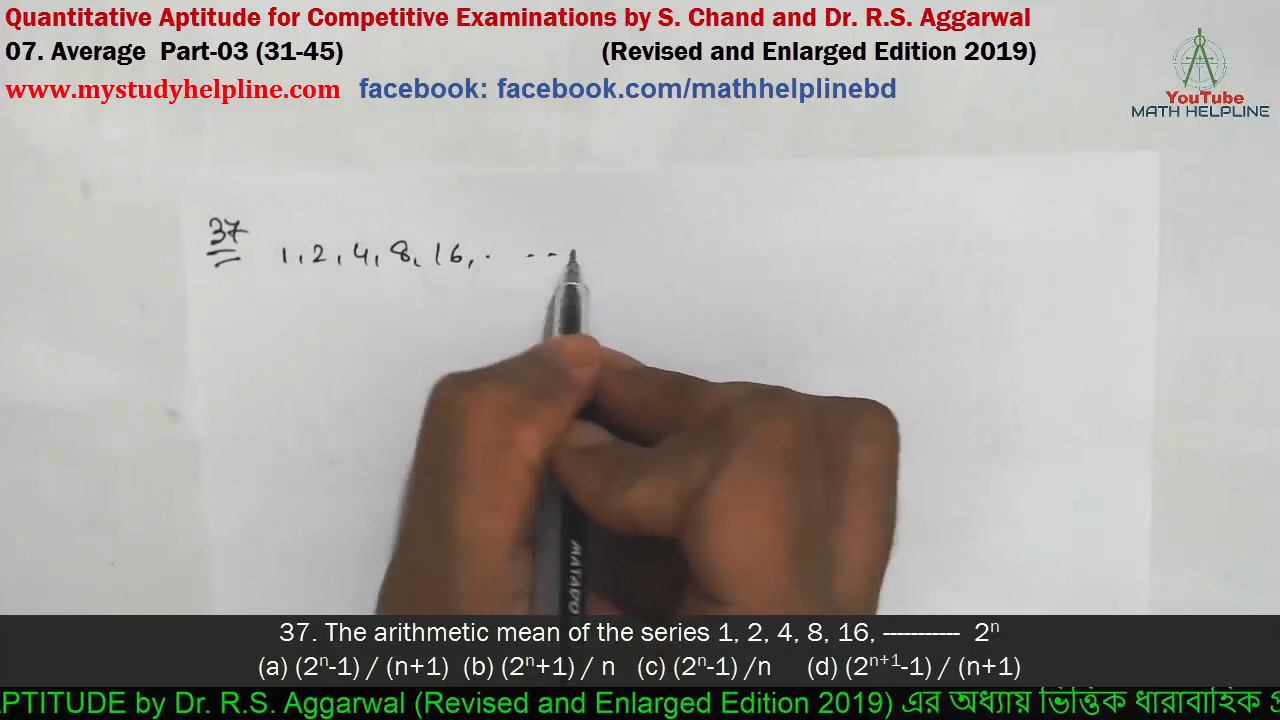 Quantitative Aptitude for Competitive Examinations by S. Chand and Dr. R.S. Aggarwal
07. Average Part-03 (31-45) (Revised and Enlarged Edition 2019)
www.mystudyhelpline.com facebook: facebook.com/mathhelplinebd
YouTube
MATH HELPLINE
37 1, 2, 4, 8, 16, . - - -
MATADO
37. The arithmetic mean of the series 1, 2, 4, 8, 16, ----------- 2ⁿ
(a) (2ⁿ-1) / (n+1) (b) (2ⁿ+1) / n (c) (2ⁿ-1) /n (d) (2ⁿ⁺¹-1) / (n+1)
PTITUDE by Dr. R.S. Aggarwal (Revised and Enlarged Edition 2019) এর অধ্যায় ভিত্তিক ধারাবাহিক